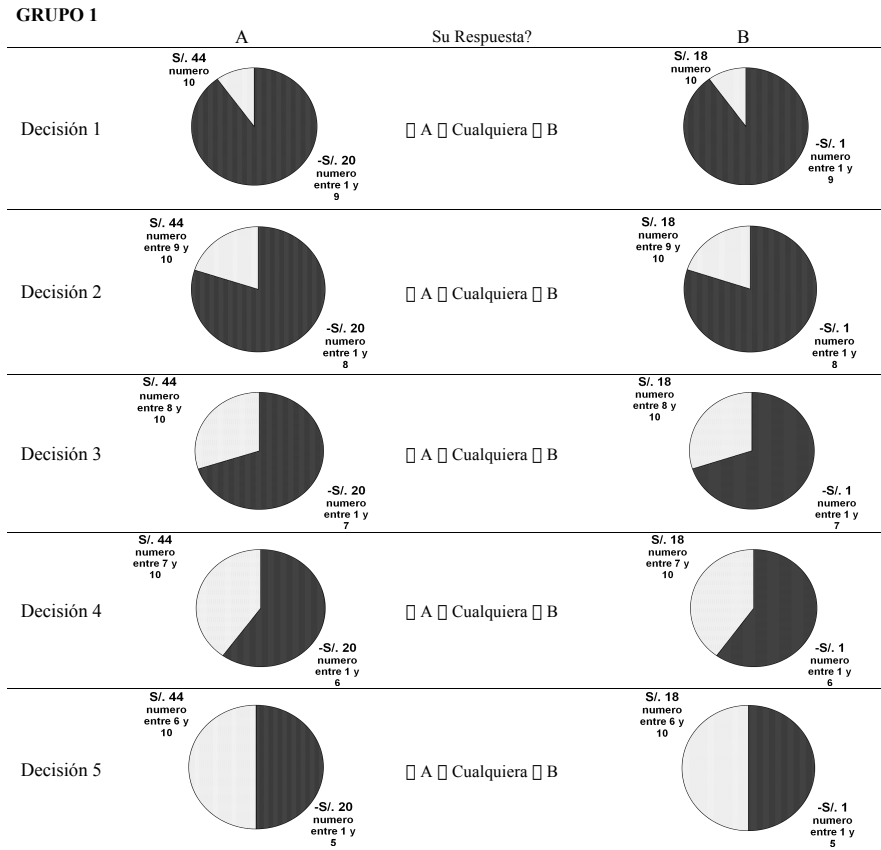 GRUPO 1
A Su Respuesta? B
S/. 44
numero
10
S/. 18
numero
10
Decisión 1
▯ A ▯ Cualquiera ▯ B
-S/. 20
numero
entre 1 y
9
-S/. 1
numero
entre 1 y
9
S/. 44
numero
entre 9 y
10
S/. 18
numero
entre 9 y
10
Decisión 2
▯ A ▯ Cualquiera ▯ B
-S/. 20
numero
entre 1 y
8
-S/. 1
numero
entre 1 y
8
S/. 44
numero
entre 8 y
10
S/. 18
numero
entre 8 y
10
Decisión 3
▯ A ▯ Cualquiera ▯ B
-S/. 20
numero
entre 1 y
7
-S/. 1
numero
entre 1 y
7
S/. 44
numero
entre 7 y
10
S/. 18
numero
entre 7 y
10
Decisión 4
▯ A ▯ Cualquiera ▯ B
-S/. 20
numero
entre 1 y
6
-S/. 1
numero
entre 1 y
6
S/. 44
numero
entre 6 y
10
S/. 18
numero
entre 6 y
10
Decisión 5
▯ A ▯ Cualquiera ▯ B
-S/. 20
numero
entre 1 y
5
-S/. 1
numero
entre 1 y
5